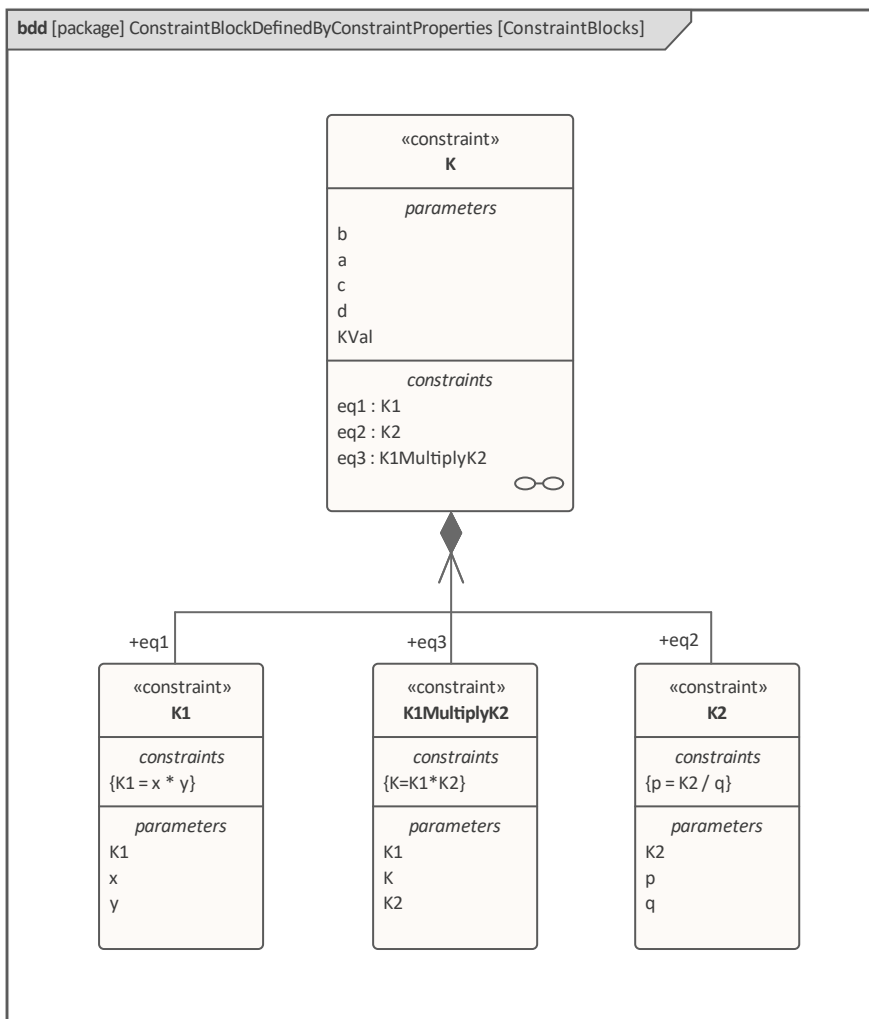 bdd [package] ConstraintBlockDefinedByConstraintProperties [ConstraintBlocks]
«constraint»
K
parameters
b
a
c
d
KVal
constraints
eq1 : K1
eq2 : K2
eq3 : K1MultiplyK2
+eq1
+eq3
+eq2
«constraint»
K1
constraints
{K1 = x * y}
parameters
K1
x
y
«constraint»
K1MultiplyK2
constraints
{K=K1*K2}
parameters
K1
K
K2
«constraint»
K2
constraints
{p = K2 / q}
parameters
K2
p
q